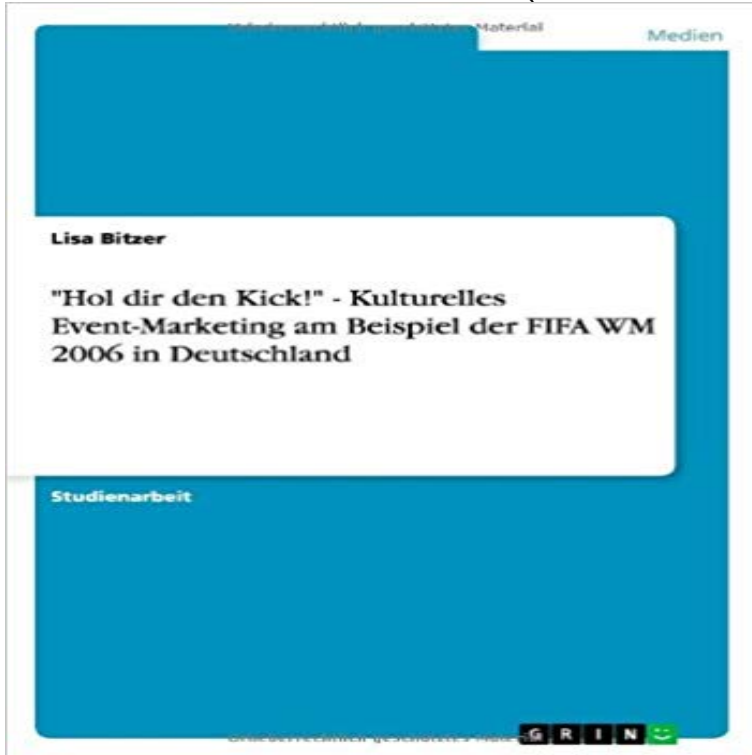 Material
Medien
Lisa Bitzer
"Hol dir den Kick!" - Kulturelles
Event-Marketing am Beispiel der FIFA WM
2006 in Deutschland
Studienarbeit
G R I N